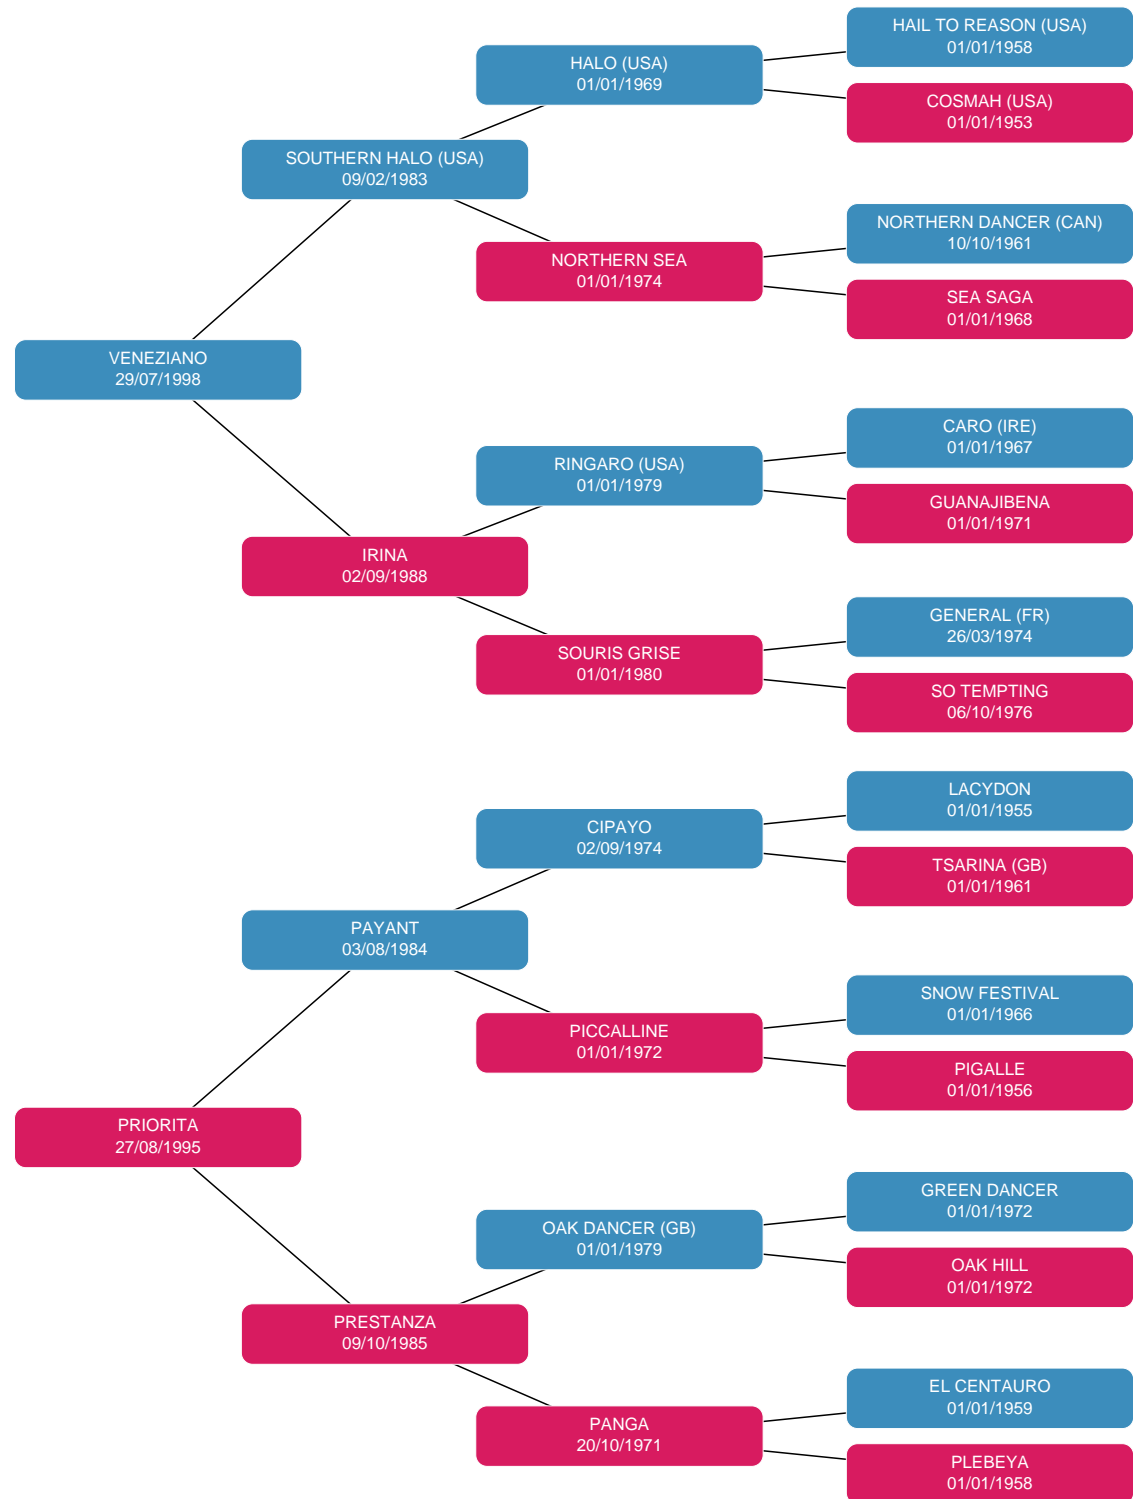 HAIL TO REASON (USA)
01/01/1958
HALO (USA)
01/01/1969
COSMAH (USA)
01/01/1953
SOUTHERN HALO (USA)
09/02/1983
NORTHERN DANCER (CAN)
10/10/1961
NORTHERN SEA
01/01/1974
SEA SAGA
01/01/1968
VENEZIANO
29/07/1998
CARO (IRE)
01/01/1967
RINGARO (USA)
01/01/1979
GUANAJIBENA
01/01/1971
IRINA
02/09/1988
GENERAL (FR)
26/03/1974
SOURIS GRISE
01/01/1980
SO TEMPTING
06/10/1976
LACYDON
01/01/1955
CIPAYO
02/09/1974
TSARINA (GB)
01/01/1961
PAYANT
03/08/1984
SNOW FESTIVAL
01/01/1966
PICCALLINE
01/01/1972
PIGALLE
01/01/1956
PRIORITA
27/08/1995
GREEN DANCER
01/01/1972
OAK DANCER (GB)
01/01/1979
OAK HILL
01/01/1972
PRESTANZA
09/10/1985
EL CENTAURO
01/01/1959
PANGA
20/10/1971
PLEBEYA
01/01/1958